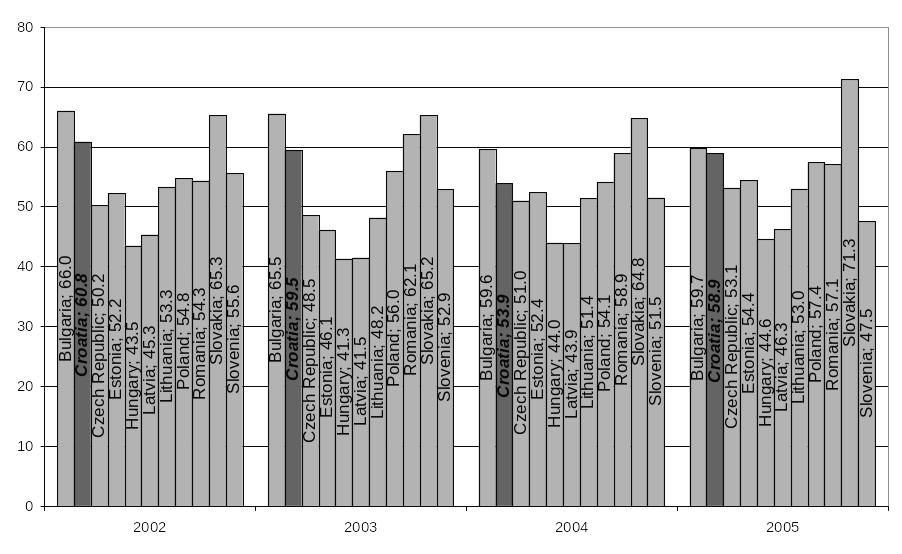 80
70
60
50
40
30
20
10
0
Bulgaria; 66.0
Croatia; 60.8
Czech Republic; 50.2
Estonia; 52.2
Hungary; 43.5
Latvia; 45.3
Lithuania; 53.3
Poland; 54.8
Romania; 54.3
Slovakia; 65.3
Slovenia; 55.6
Bulgaria; 65.5
Croatia; 59.5
Czech Republic; 48.5
Estonia; 46.1
Hungary; 41.3
Latvia; 41.5
Lithuania; 48.2
Poland; 56.0
Romania; 62.1
Slovakia; 65.2
Slovenia; 52.9
Bulgaria; 59.6
Croatia; 53.9
Czech Republic; 51.0
Estonia; 52.4
Hungary; 44.0
Latvia; 43.9
Lithuania; 51.4
Poland; 54.1
Romania; 58.9
Slovakia; 64.8
Slovenia; 51.5
Bulgaria; 59.7
Croatia; 58.9
Czech Republic; 53.1
Estonia; 54.4
Hungary; 44.6
Latvia; 46.3
Lithuania; 53.0
Poland; 57.4
Romania; 57.1
Slovakia; 71.3
Slovenia; 47.5
2002
2003
2004
2005